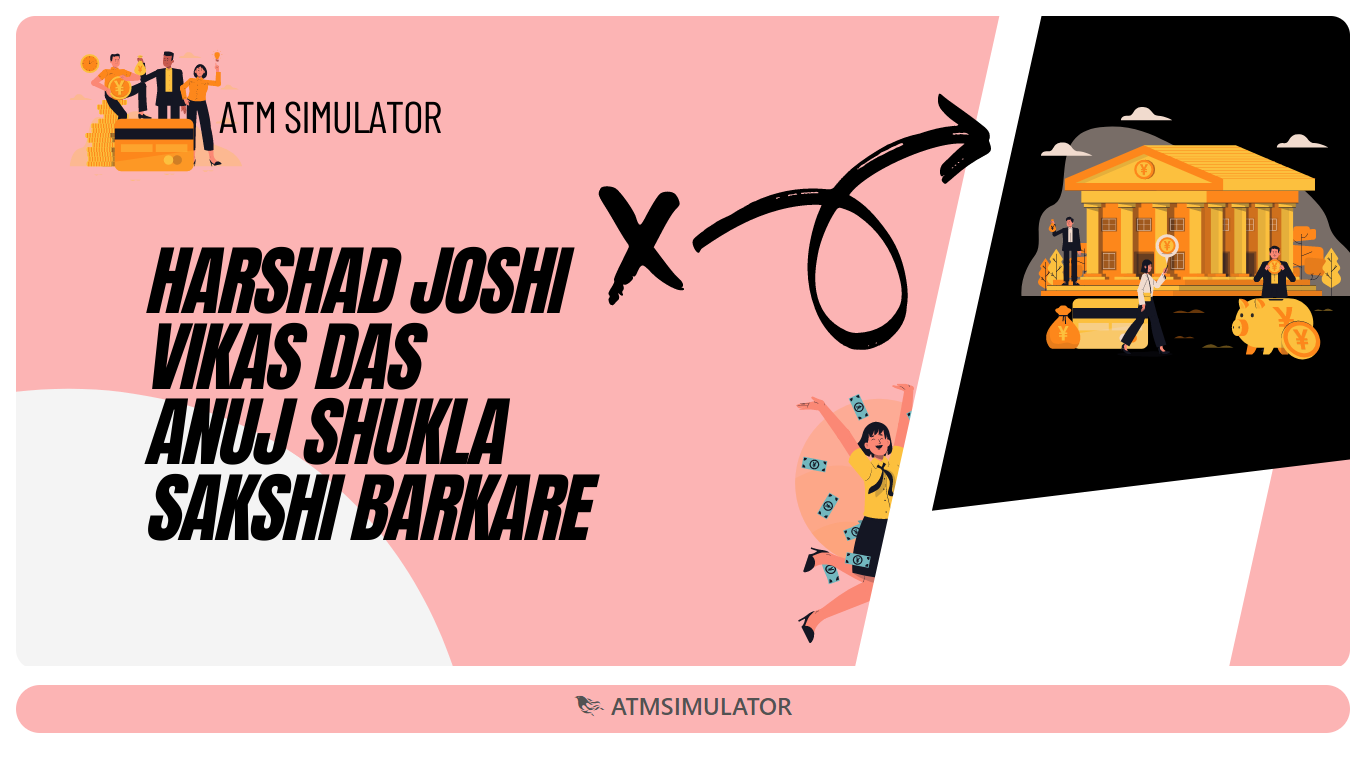 ATM SIMULATOR
HARSHAD JOSHI
VIKAS DAS
ANUJ SHUKLA
SAKSHI BARKARE
ATMSIMULATOR